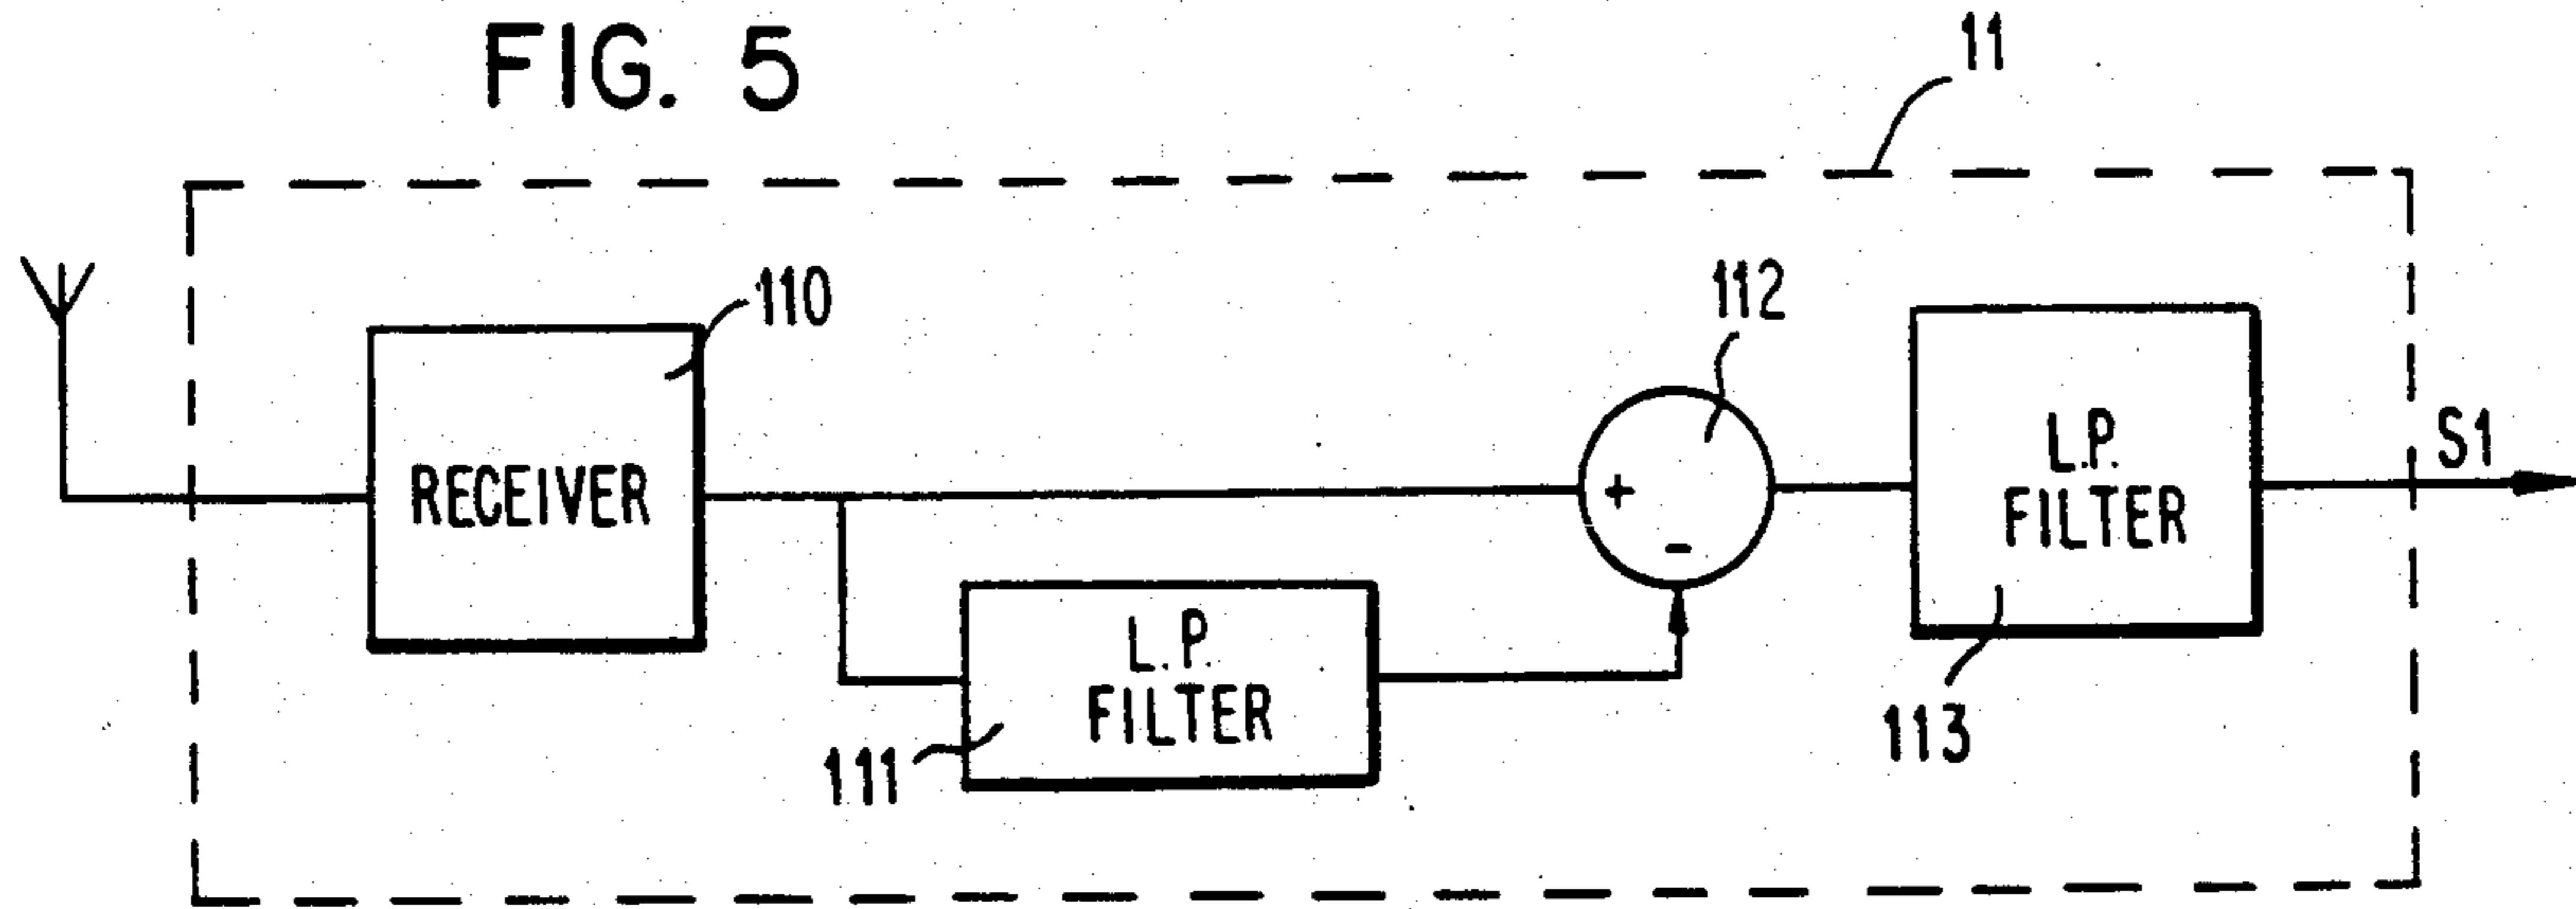 FIG. 5
11
110
112
RECEIVER
+
-
L.P.
FILTER
S1
L.P.
FILTER
111
113